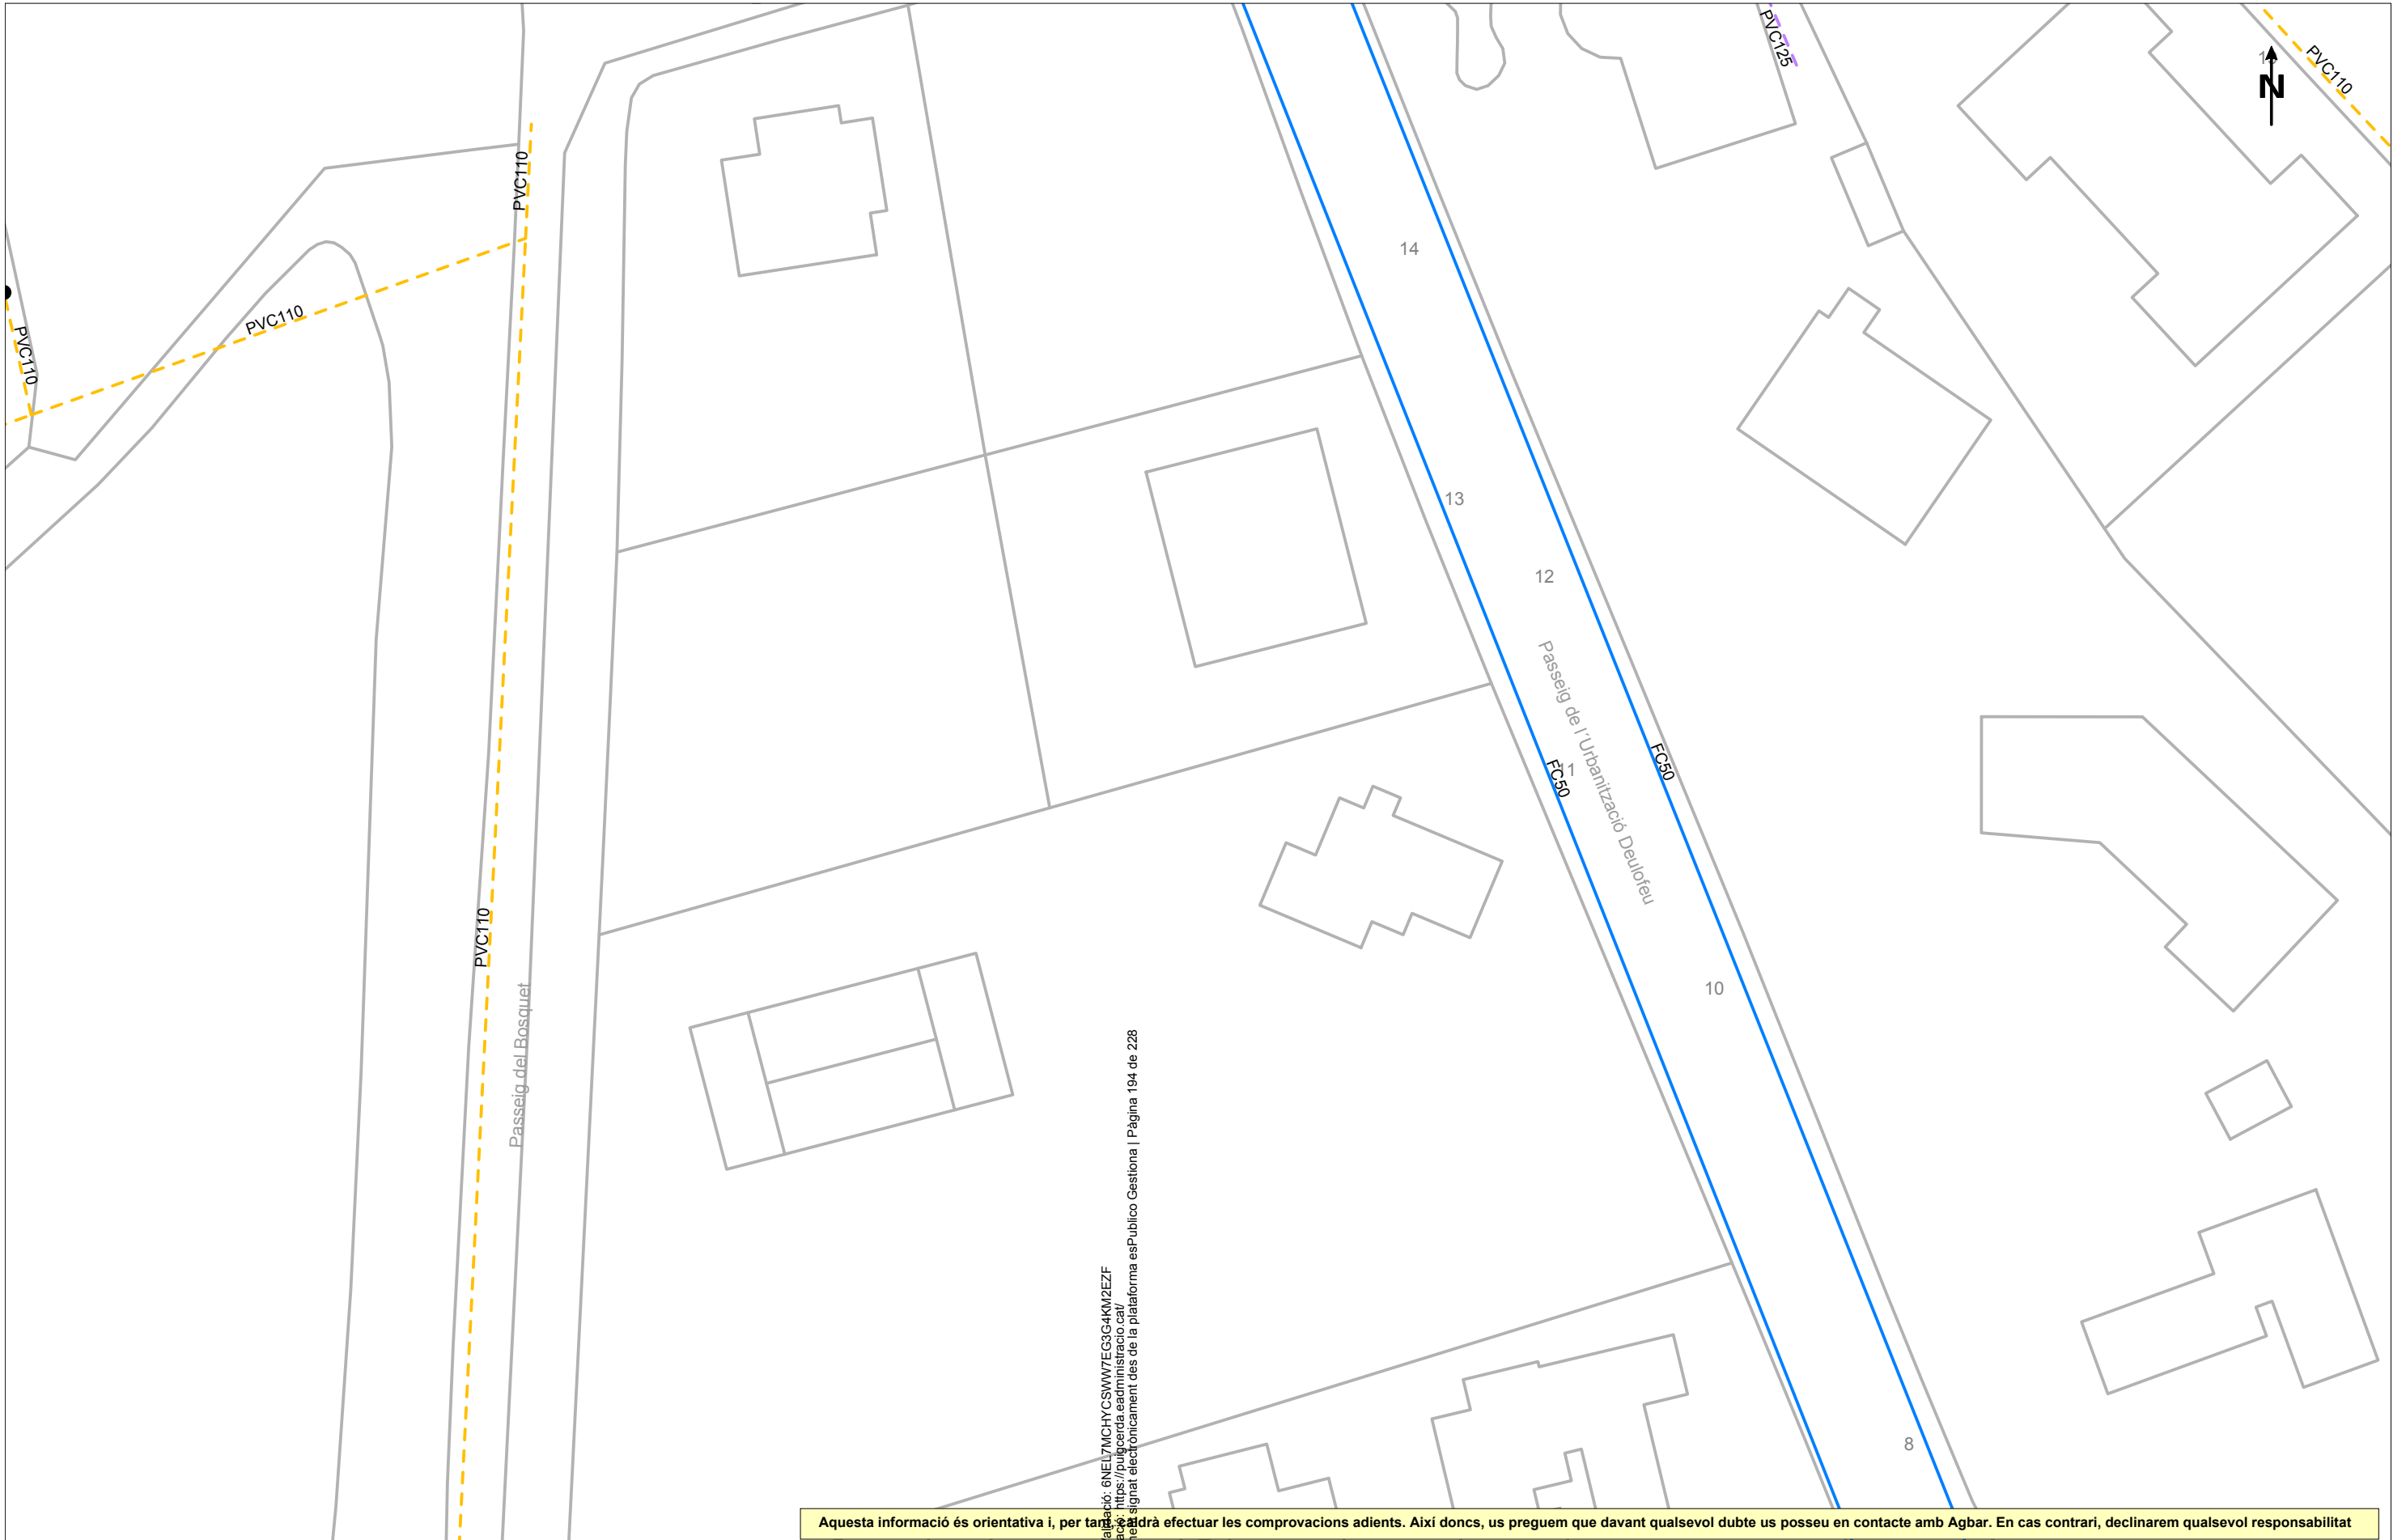 PVC125
PVC110
N
PVC110
14
PVC110
PVC110
13
12
Passeig de l'Urbanització Deulofeu
FC50
FC50
11
PVC110
10
Passeig del Bosquet
8
6NEL7MCHYCSWW7EG3G4KM2EZF
https://puigcerda.eadministracio.cat/
signat electrònicament des de la plataforma esPublico Gestiona | Pàgina 194 de 228
Aquesta informació és orientativa i, per tant, caldrà efectuar les comprovacions adients. Així doncs, us preguem que davant qualsevol dubte us posseu en contacte amb Agbar. En cas contrari, declinarem qualsevol responsabilitat